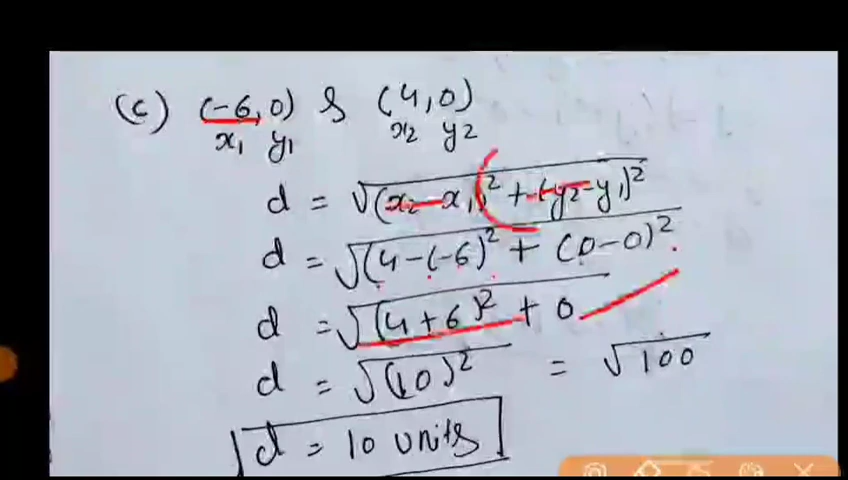 (c) (-6,0) & (4,0)
x₁ y₁ x₂ y₂
d = √(x₂-x₁)² + (y₂-y₁)²
d = √(4-(-6)² + (0-0)²
d = √(4+6)² + 0
d = √(10)² = √100
d = 10 units